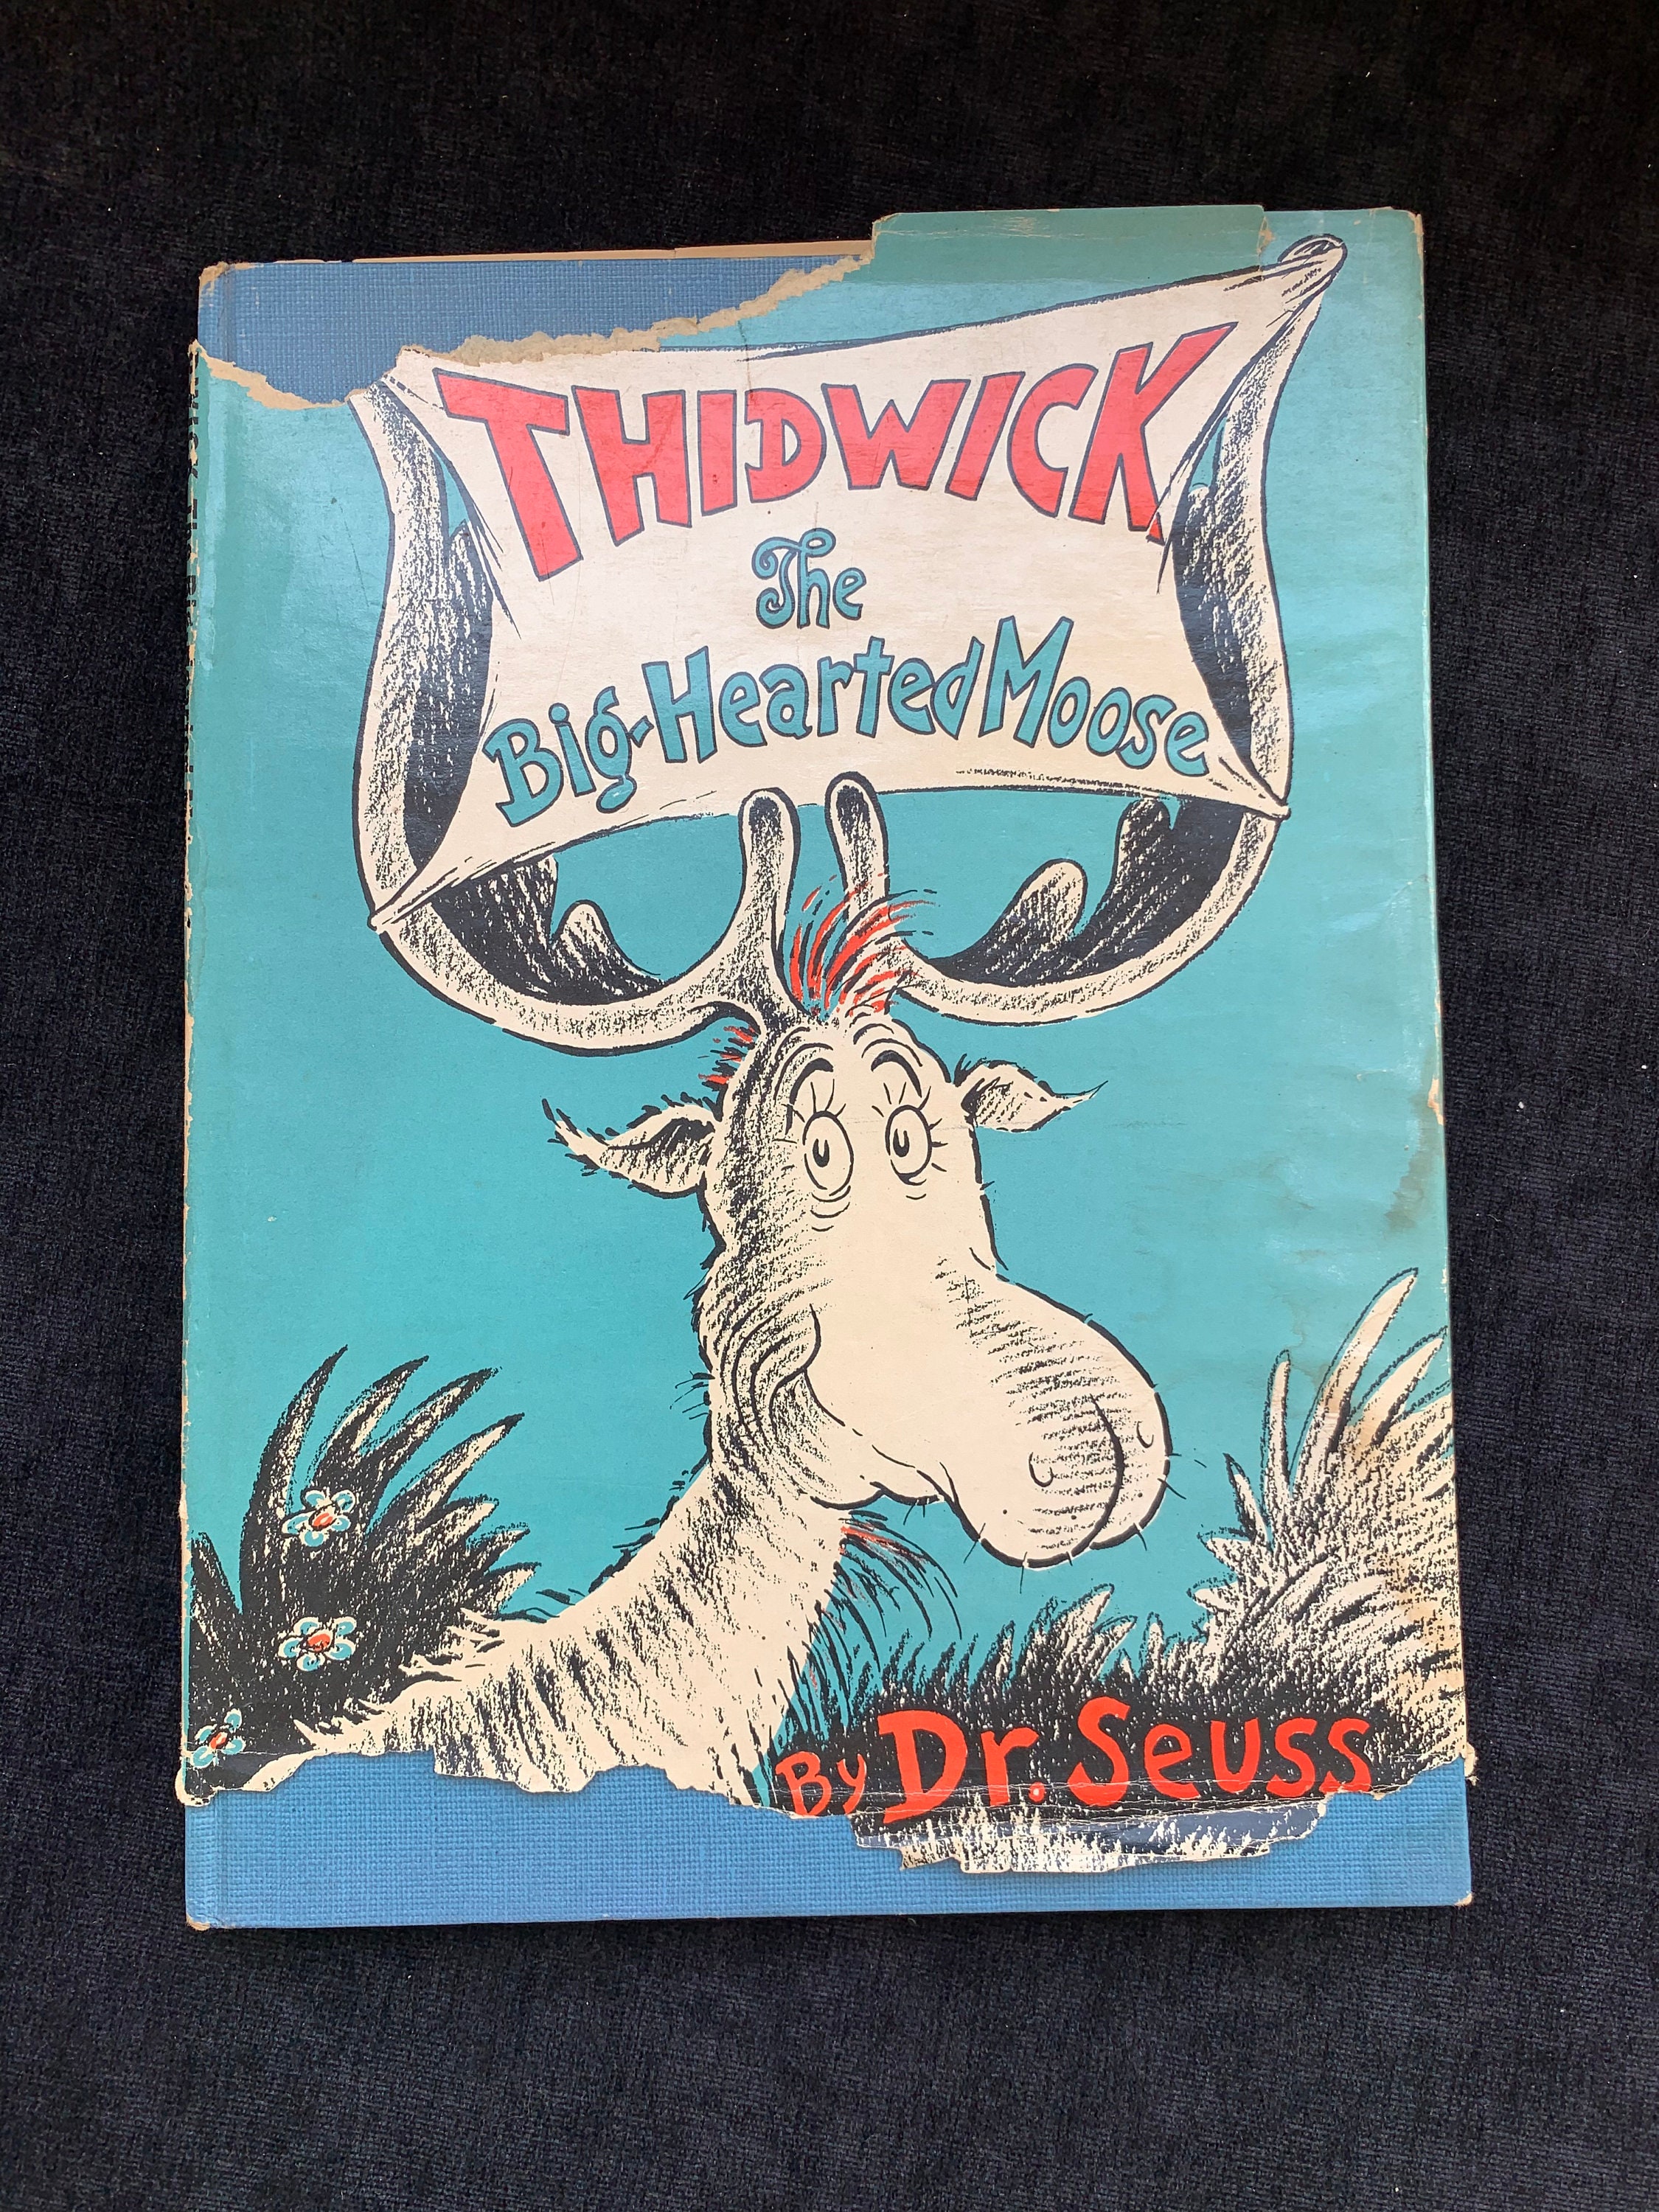 THIDWICK
The
Big-Hearted Moose
By Dr. Seuss